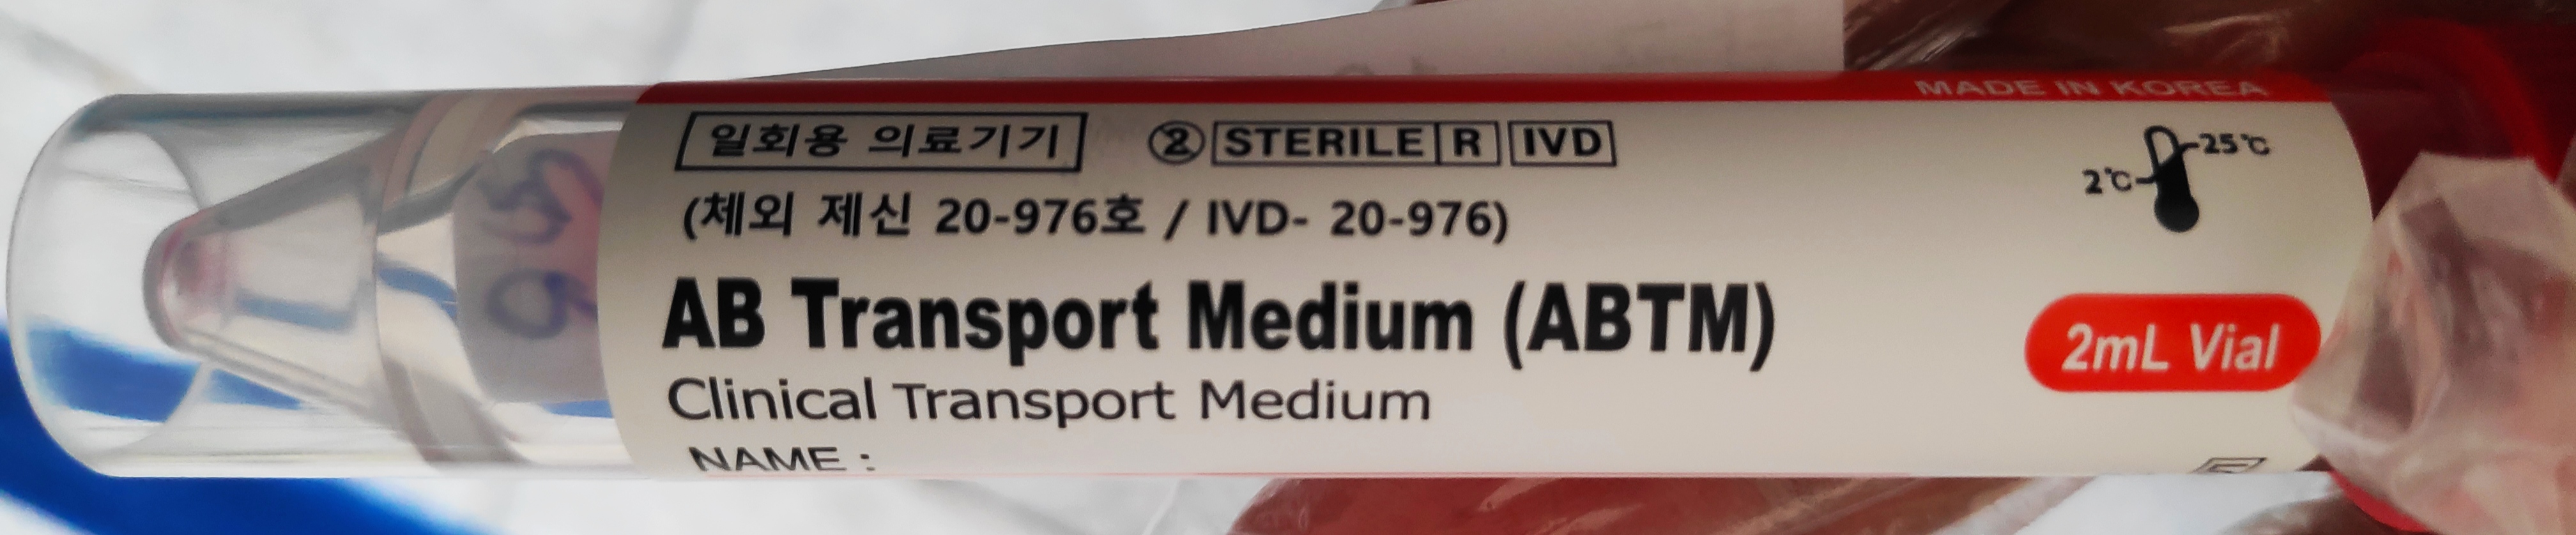 MADE IN KOREA
일회용 의료기기 ② STERILE R IVD
(체외 제신 20-976호 / IVD- 20-976)
25℃
2℃
AB Transport Medium (ABTM)
2mL Vial
Clinical Transport Medium
NAME :